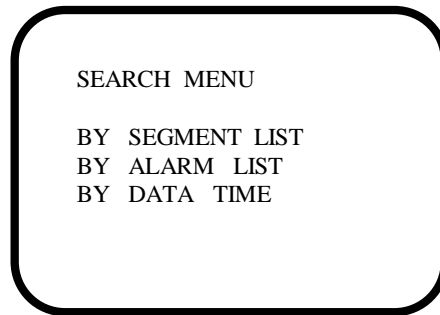 SEARCH MENU
BY SEGMENT LIST
BY ALARM LIST
BY DATA TIME